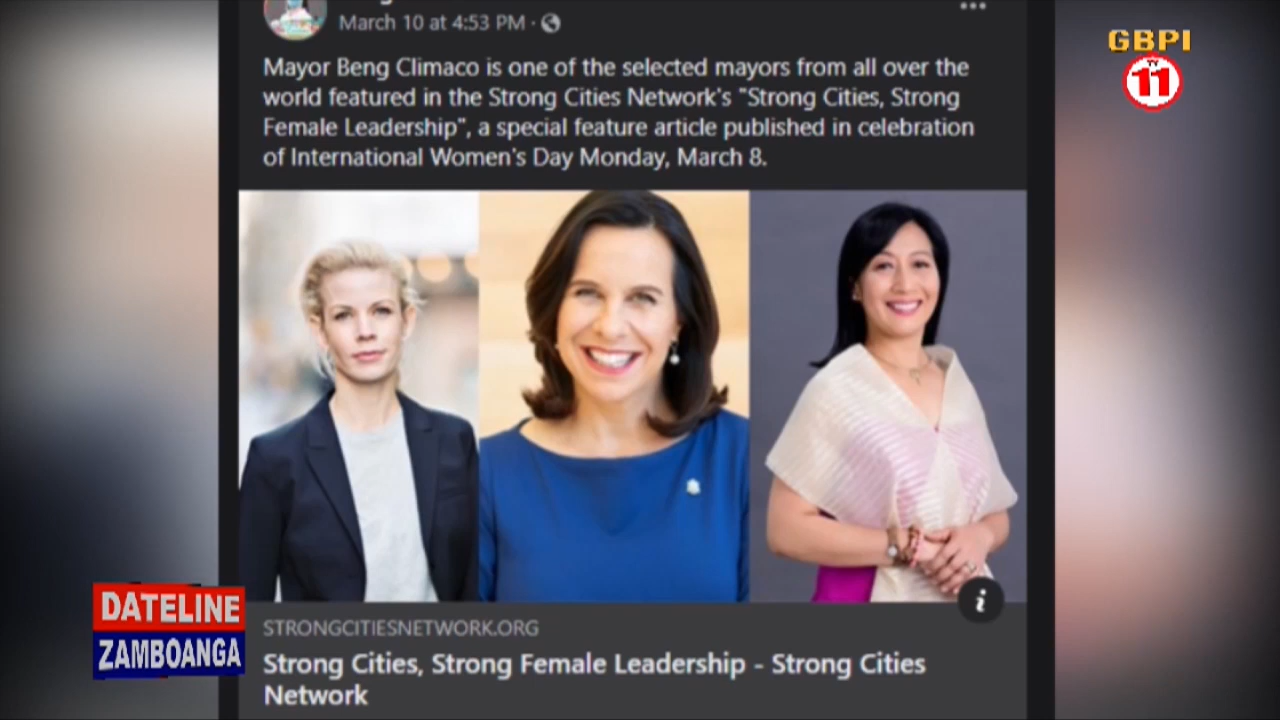 March 10 at 4:53 PM ·
GBPI
TV
11
Mayor Beng Climaco is one of the selected mayors from all over the
world featured in the Strong Cities Network's "Strong Cities, Strong
Female Leadership", a special feature article published in celebration
of International Women's Day Monday, March 8.
i
DATELINE
ZAMBOANGA
STRONGCITIESNETWORK.ORG
Strong Cities, Strong Female Leadership - Strong Cities
Network